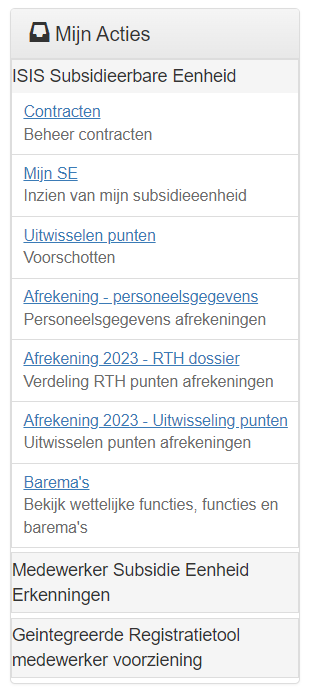 Mijn Acties
ISIS Subsidieerbare Eenheid
Contracten
Beheer contracten
Mijn SE
Inzien van mijn subsidieeenheid
Uitwisselen punten
Voorschotten
Afrekening - personeelsgegevens
Personeelsgegevens afrekeningen
Afrekening 2023 - RTH dossier
Verdeling RTH punten afrekeningen
Afrekening 2023 - Uitwisseling punten
Uitwisselen punten afrekeningen
Barema's
Bekijk wettelijke functies, functies en
barema's
Medewerker Subsidie Eenheid
Erkenningen
Geintegreerde Registratietool
medewerker voorziening